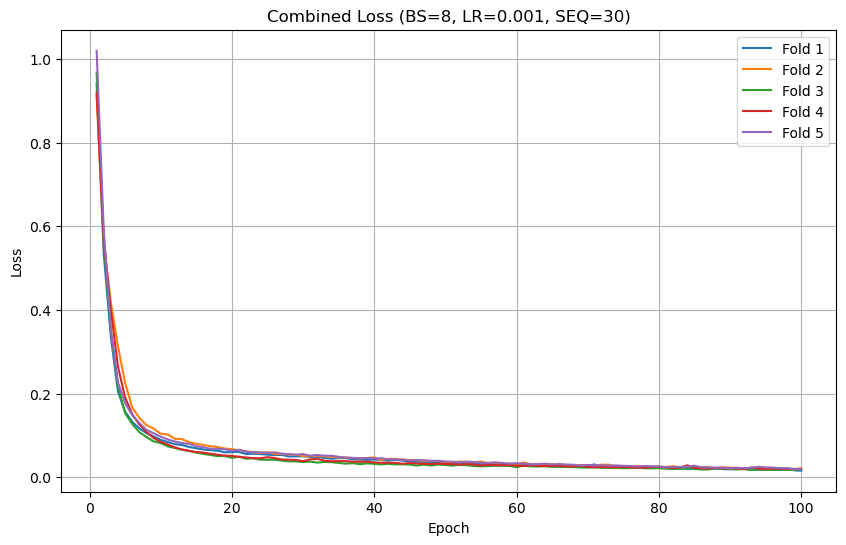 Combined Loss (BS=8, LR=0.001, SEQ=30)
Fold 1
Fold 2
Fold 3
Fold 4
Fold 5
Loss
1.0
0.8
0.6
0.4
0.2
0.0
0 20 40 60 80 100
Epoch